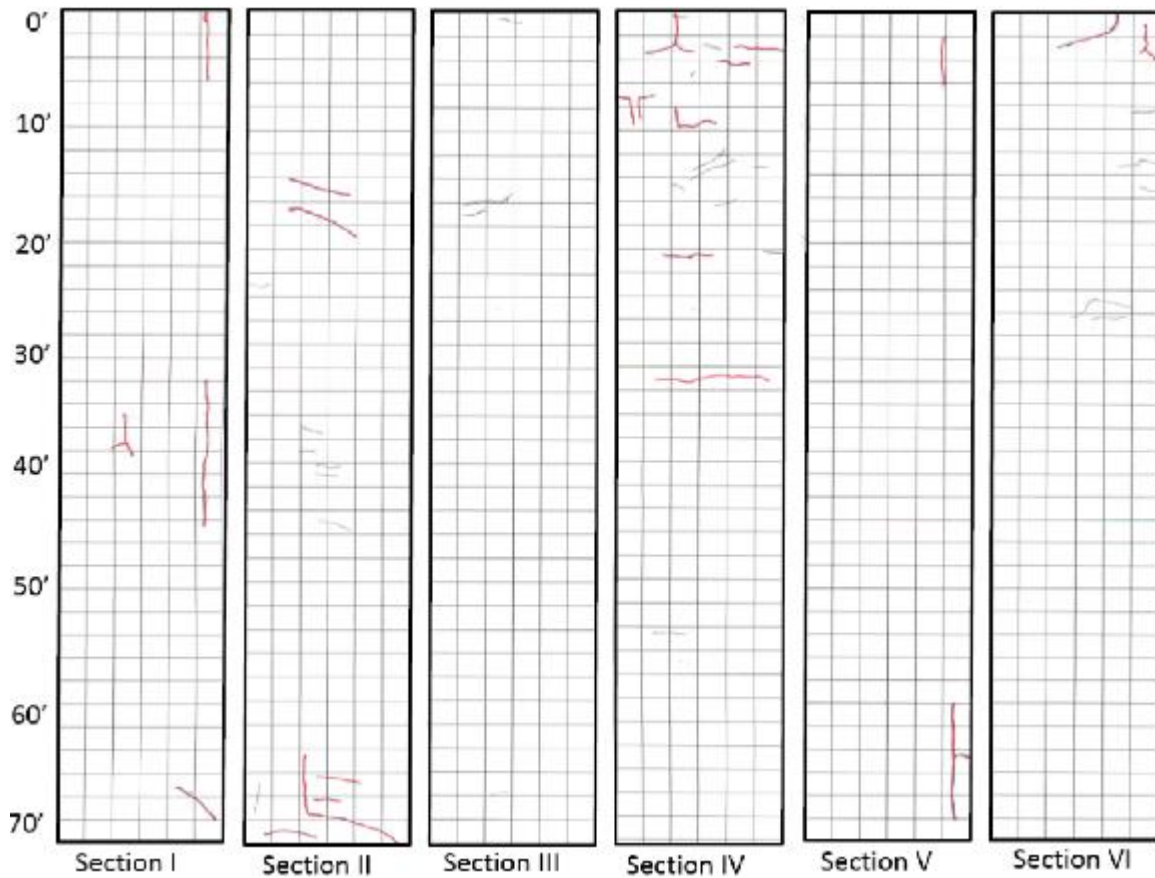 0'
10'
20'
30'
40'
50'
60'
70'
Section I
Section II
Section III
Section IV
Section V
Section VI